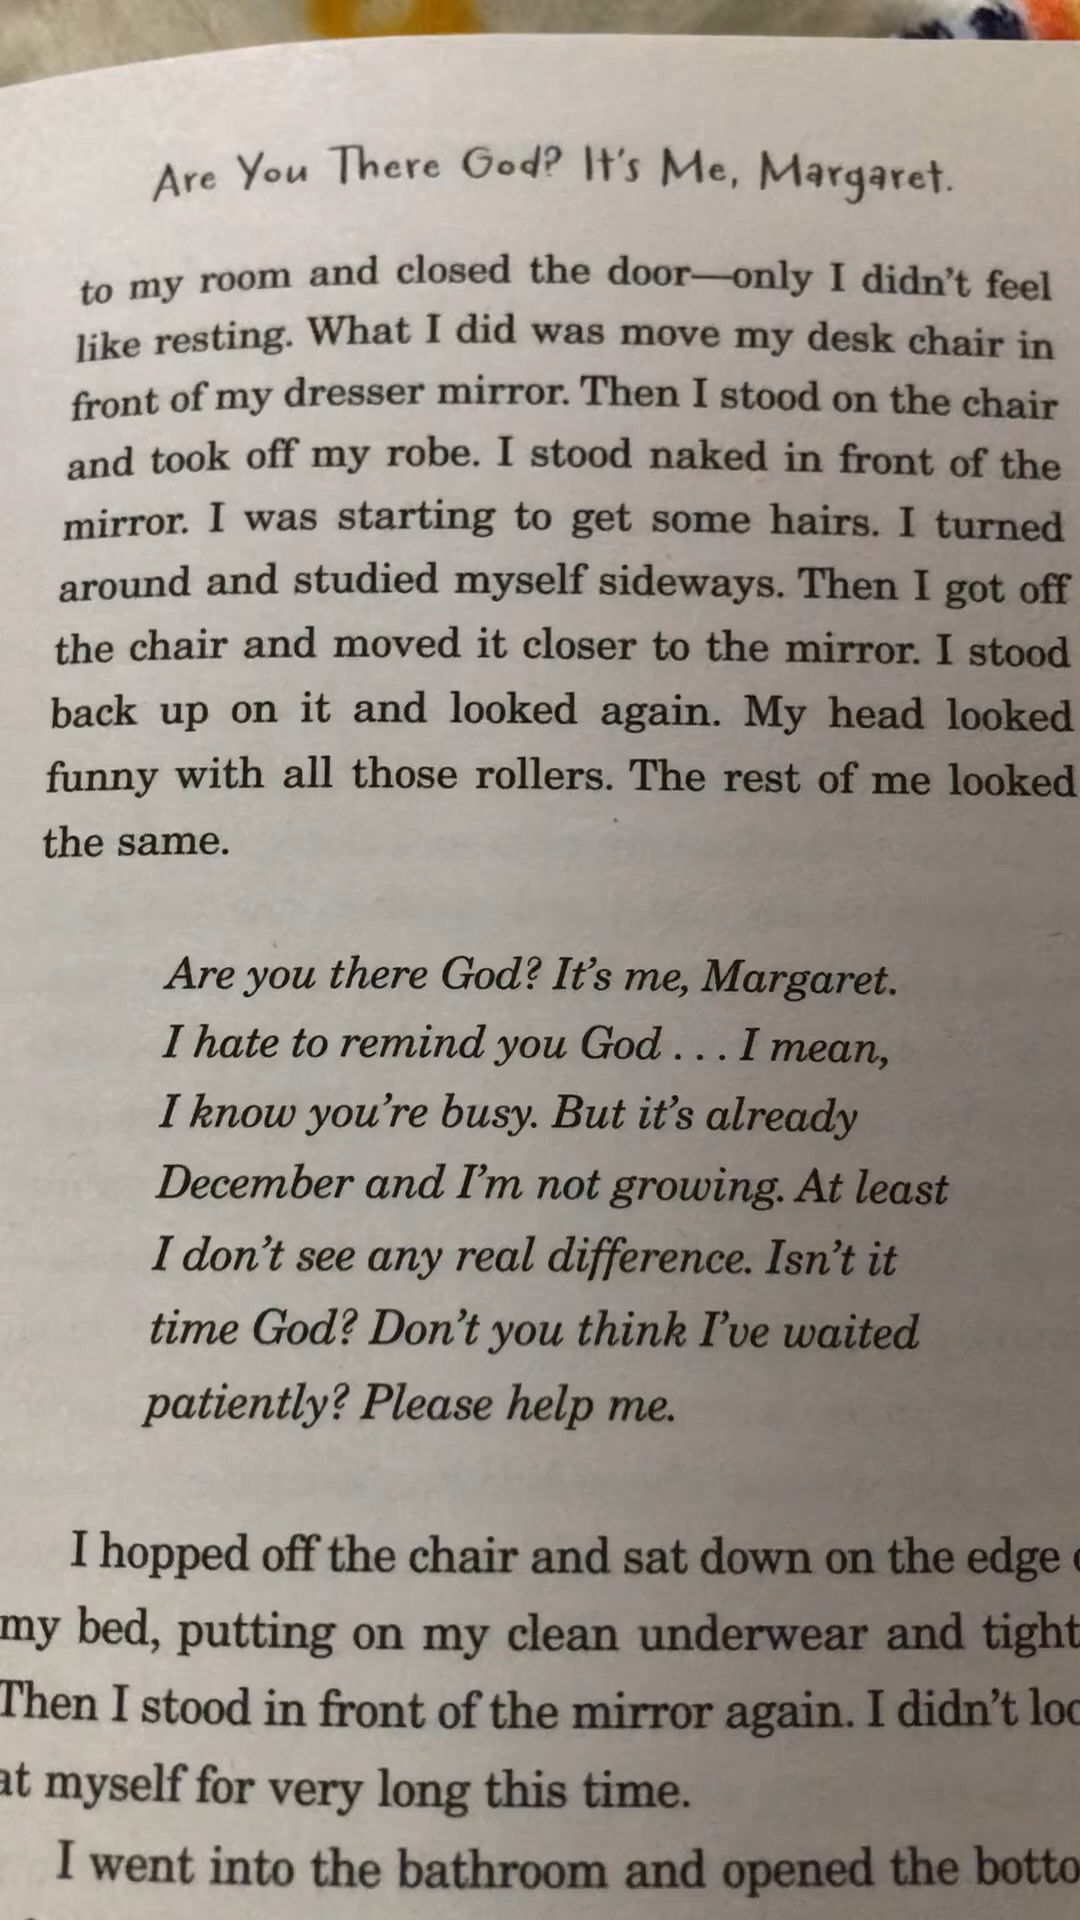 Are You There God? It's Me, Margaret.
to my room and closed the door—only I didn't feel
like resting. What I did was move my desk chair in
front of my dresser mirror. Then I stood on the chair
and took off my robe. I stood naked in front of the
mirror. I was starting to get some hairs. I turned
around and studied myself sideways. Then I got off
the chair and moved it closer to the mirror. I stood
back up on it and looked again. My head looked
funny with all those rollers. The rest of me looked
the same.
Are you there God? It's me, Margaret.
I hate to remind you God . . . I mean,
I know you're busy. But it's already
December and I'm not growing. At least
I don't see any real difference. Isn't it
time God? Don't you think I've waited
patiently? Please help me.
I hopped off the chair and sat down on the edge
my bed, putting on my clean underwear and tight
Then I stood in front of the mirror again. I didn't loo
at myself for very long this time.
I went into the bathroom and opened the botto